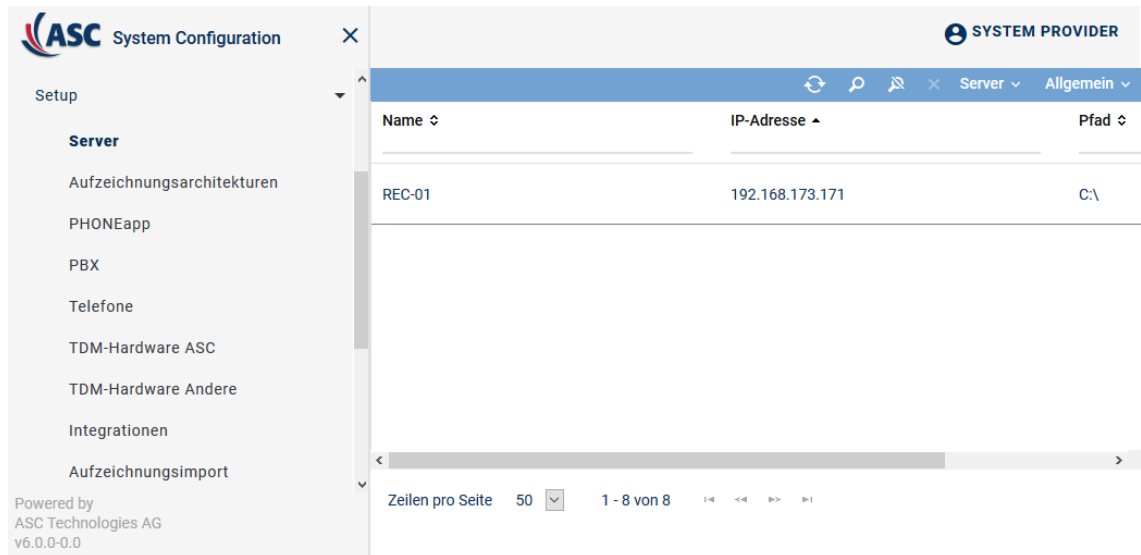 ASC System Configuration
SYSTEM PROVIDER
Setup
Server
Aufzeichnungsarchitekturen
PHONEapp
PBX
Telefone
TDM-Hardware ASC
TDM-Hardware Andere
Integrationen
Aufzeichnungsimport
Powered by
ASC Technologies AG
v6.0.0-0.0
Server Allgemein
Name IP-Adresse Pfad
REC-01 192.168.173.171 C:\
Zeilen pro Seite 50 1 - 8 von 8